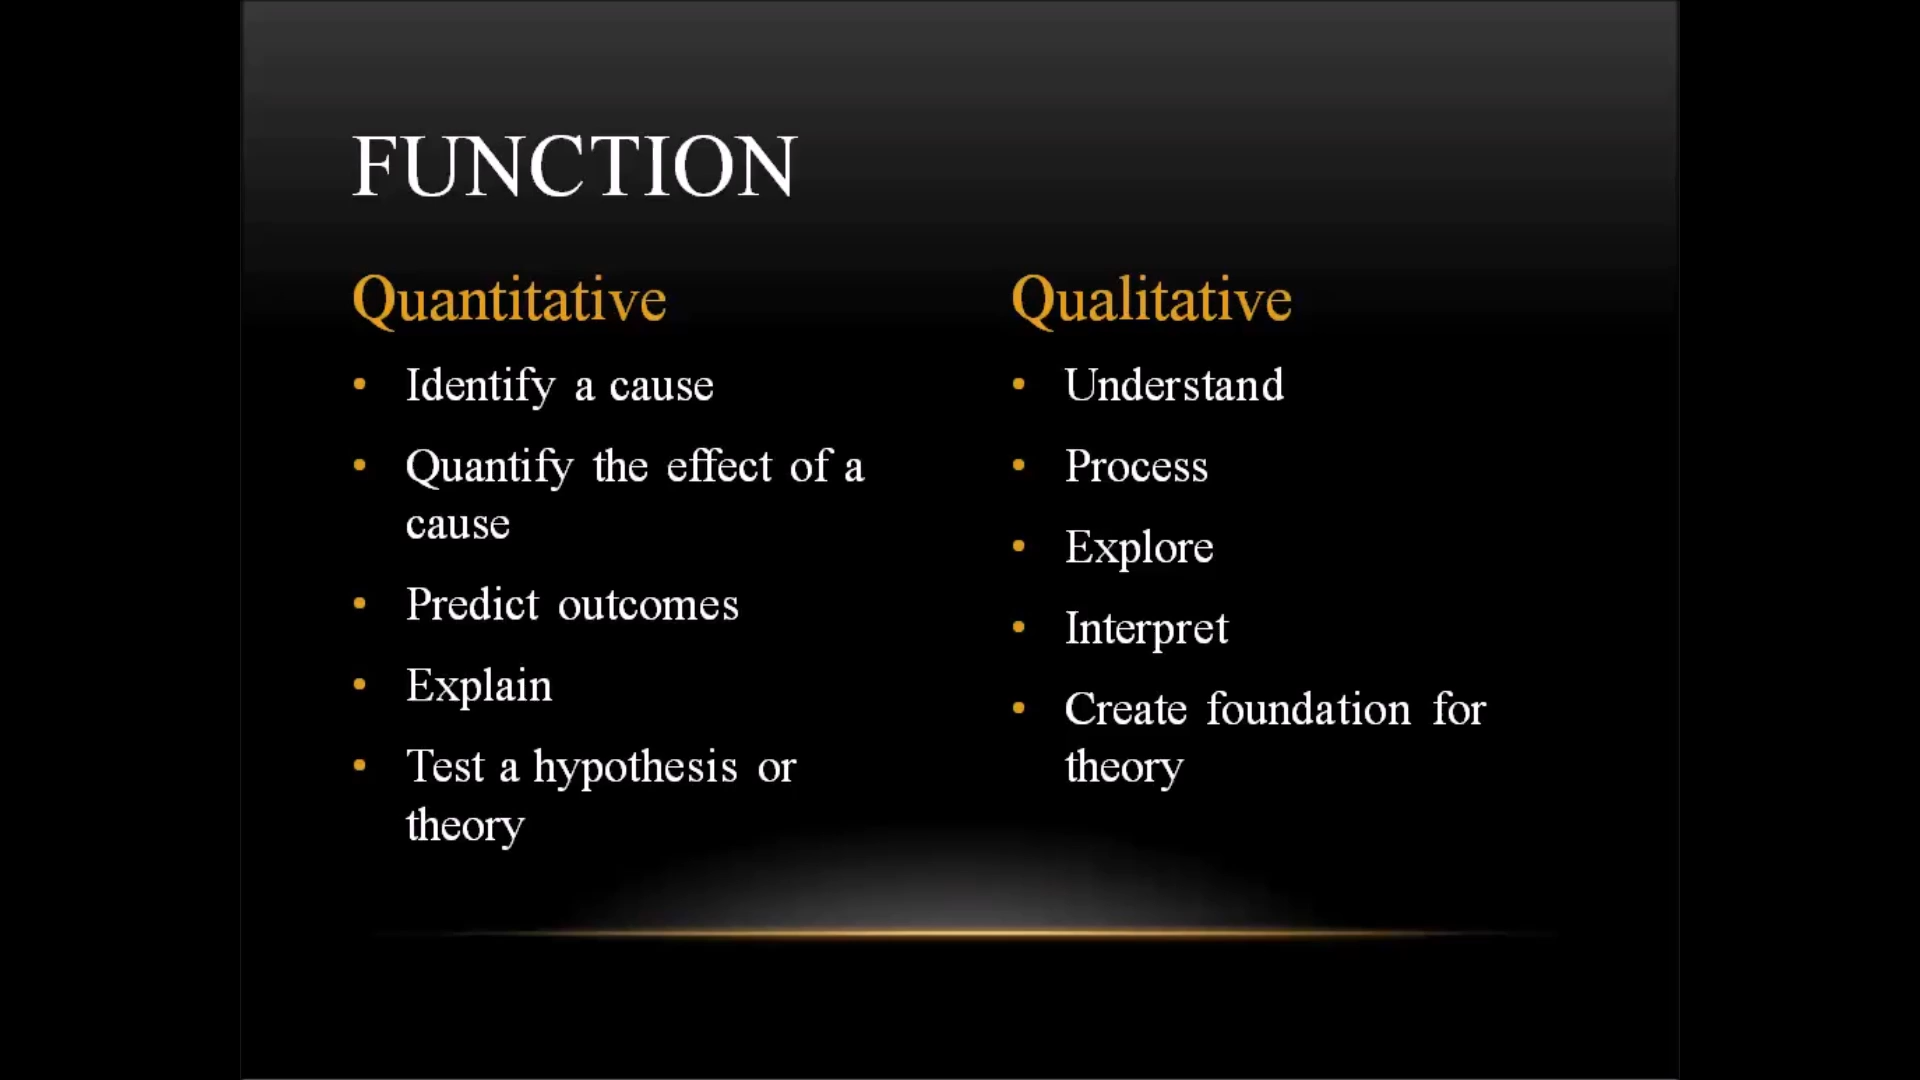 FUNCTION
Quantitative
• Identify a cause
• Quantify the effect of a
cause
• Predict outcomes
• Explain
• Test a hypothesis or
theory
Qualitative
• Understand
• Process
• Explore
• Interpret
• Create foundation for
theory